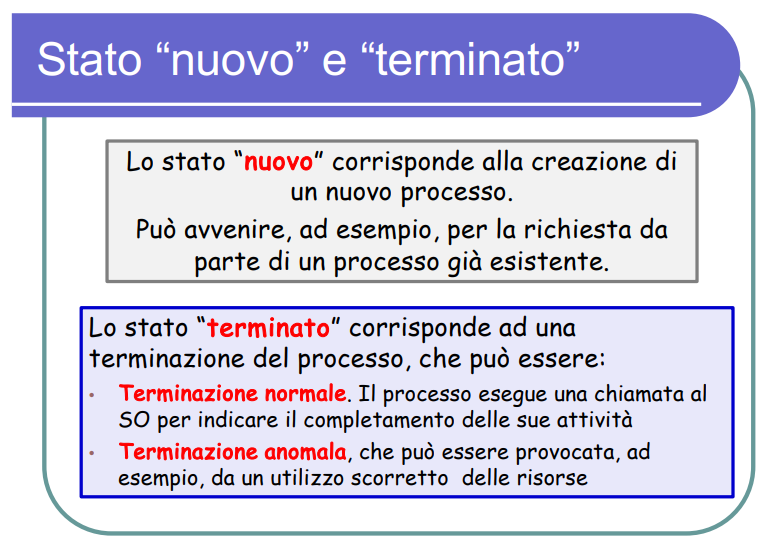 Stato “nuovo” e “terminato”
Lo stato “nuovo” corrisponde alla creazione di
un nuovo processo.
Può avvenire, ad esempio, per la richiesta da
parte di un processo già esistente.
Lo stato “terminato” corrisponde ad una
terminazione del processo, che può essere:
• Terminazione normale. Il processo esegue una chiamata al
SO per indicare il completamento delle sue attività
• Terminazione anomala, che può essere provocata, ad
esempio, da un utilizzo scorretto delle risorse